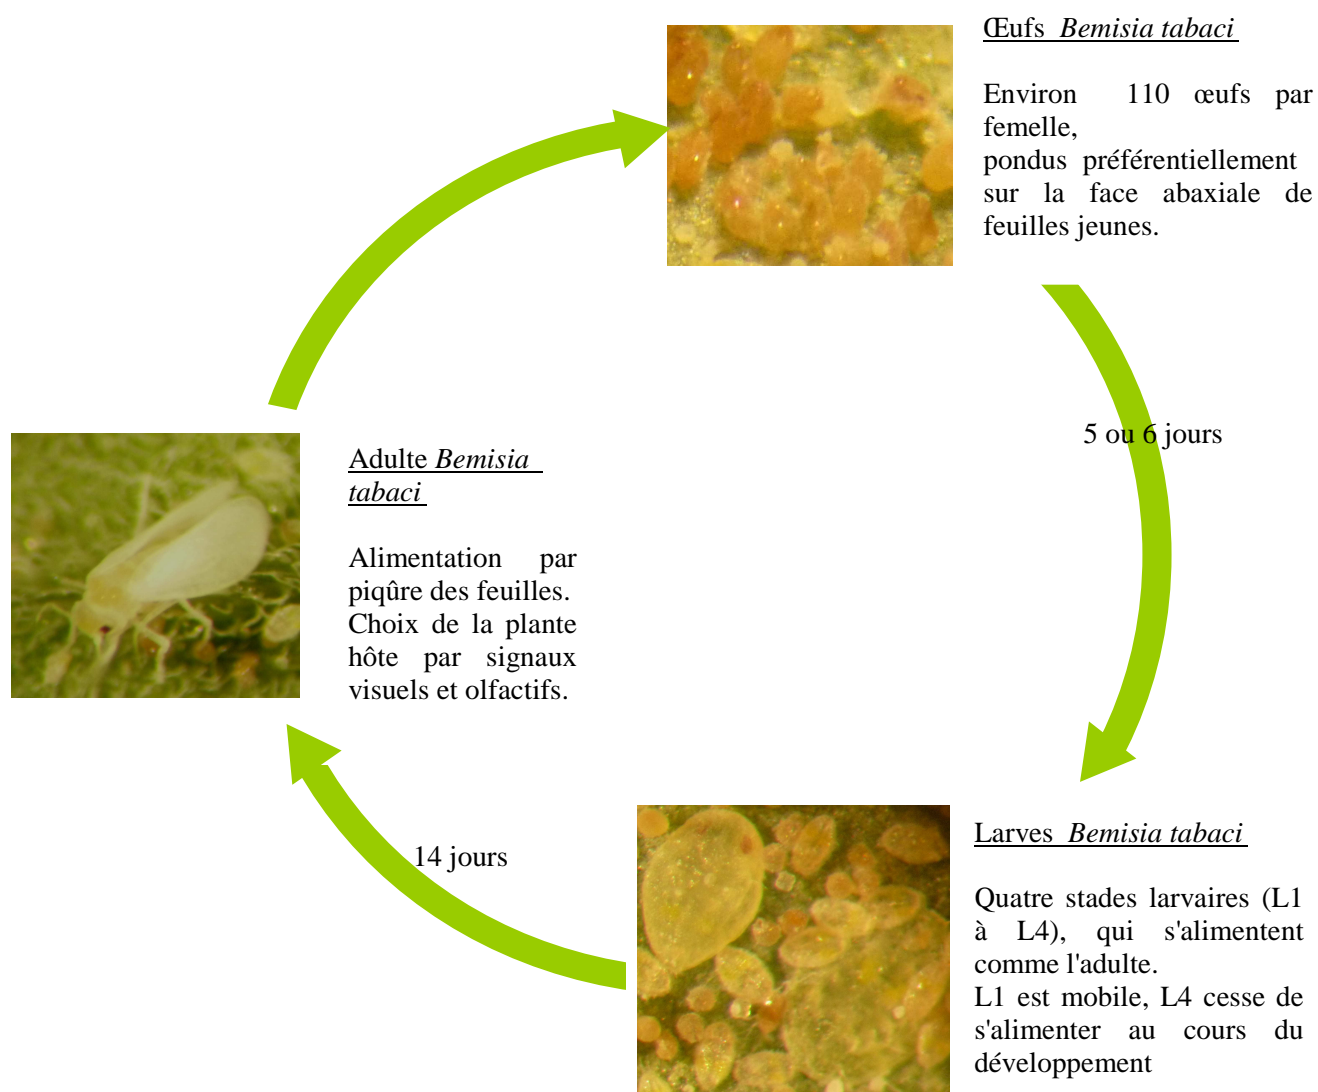 Œufs Bemisia tabaci
Environ 110 œufs par
femelle,
pondus préférentiellement
sur la face abaxiale de
feuilles jeunes.
5 ou 6 jours
Adulte Bemisia
tabaci
Alimentation par
piqûre des feuilles.
Choix de la plante
hôte par signaux
visuels et olfactifs.
14 jours
Larves Bemisia tabaci
Quatre stades larvaires (L1
à L4), qui s'alimentent
comme l'adulte.
L1 est mobile, L4 cesse de
s'alimenter au cours du
développement